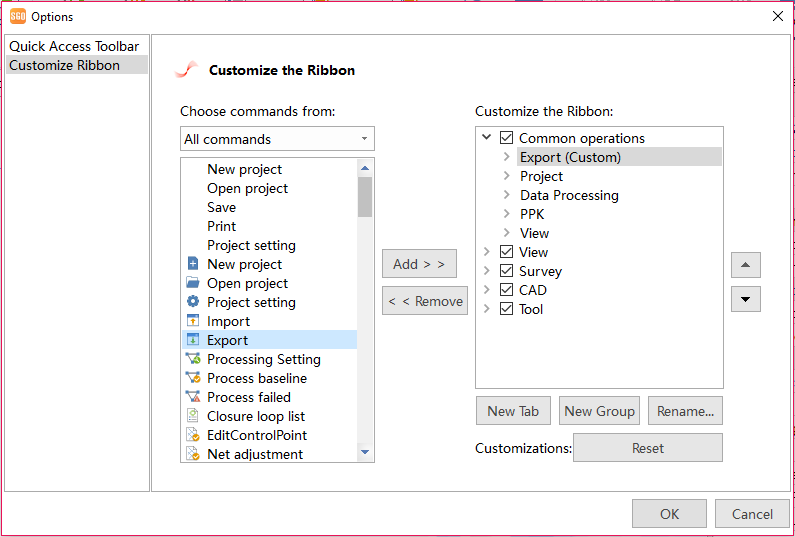 SGO Options
Quick Access Toolbar
Customize Ribbon
Customize the Ribbon
Choose commands from:
All commands
New project
Open project
Save
Print
Project setting
New project
Open project
Project setting
Import
Export
Processing Setting
Process baseline
Process failed
Closure loop list
EditControlPoint
Net adjustment
Add > >
< < Remove
Customize the Ribbon:
Common operations
Export (Custom)
Project
Data Processing
PPK
View
View
Survey
CAD
Tool
New Tab
New Group
Rename...
Customizations:
Reset
OK
Cancel